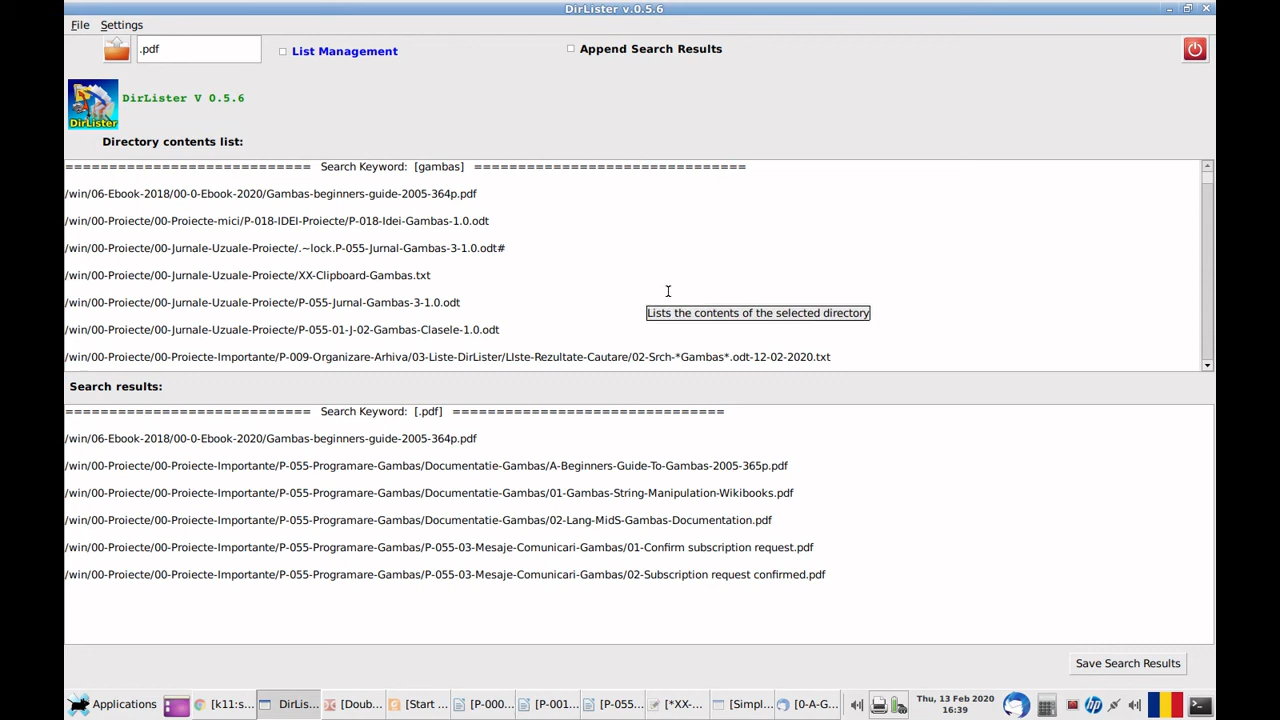 DirLister v.0.5.6
File Settings
.pdf List Management Append Search Results
DirLister
DirLister V 0.5.6
Directory contents list:
============================ Search Keyword: [gambas] ===============================
/win/06-Ebook-2018/00-0-Ebook-2020/Gambas-beginners-guide-2005-364p.pdf
/win/00-Proiecte/00-Proiecte-mici/P-018-IDEI-Proiecte/P-018-Idei-Gambas-1.0.odt
/win/00-Proiecte/00-Jurnale-Uzuale-Proiecte/.~lock.P-055-Jurnal-Gambas-3-1.0.odt#
/win/00-Proiecte/00-Jurnale-Uzuale-Proiecte/XX-Clipboard-Gambas.txt
/win/00-Proiecte/00-Jurnale-Uzuale-Proiecte/P-055-Jurnal-Gambas-3-1.0.odt
Lists the contents of the selected directory
/win/00-Proiecte/00-Jurnale-Uzuale-Proiecte/P-055-01-J-02-Gambas-Clasele-1.0.odt
/win/00-Proiecte/00-Proiecte-Importante/P-009-Organizare-Arhiva/03-Liste-DirLister/LIste-Rezultate-Cautare/02-Srch-*Gambas*.odt-12-02-2020.txt
Search results:
============================ Search Keyword: [.pdf] ===============================
/win/06-Ebook-2018/00-0-Ebook-2020/Gambas-beginners-guide-2005-364p.pdf
/win/00-Proiecte/00-Proiecte-Importante/P-055-Programare-Gambas/Documentatie-Gambas/A-Beginners-Guide-To-Gambas-2005-365p.pdf
/win/00-Proiecte/00-Proiecte-Importante/P-055-Programare-Gambas/Documentatie-Gambas/01-Gambas-String-Manipulation-Wikibooks.pdf
/win/00-Proiecte/00-Proiecte-Importante/P-055-Programare-Gambas/Documentatie-Gambas/02-Lang-MidS-Gambas-Documentation.pdf
/win/00-Proiecte/00-Proiecte-Importante/P-055-Programare-Gambas/P-055-03-Mesaje-Comunicari-Gambas/01-Confirm subscription request.pdf
/win/00-Proiecte/00-Proiecte-Importante/P-055-Programare-Gambas/P-055-03-Mesaje-Comunicari-Gambas/02-Subscription request confirmed.pdf
Save Search Results
Applications [k11:s... DirLis... [Doub... [Start ... [P-000... [P-001... [P-055... [*XX-... [Simpl... [0-A-G... Thu, 13 Feb 2020
16:39